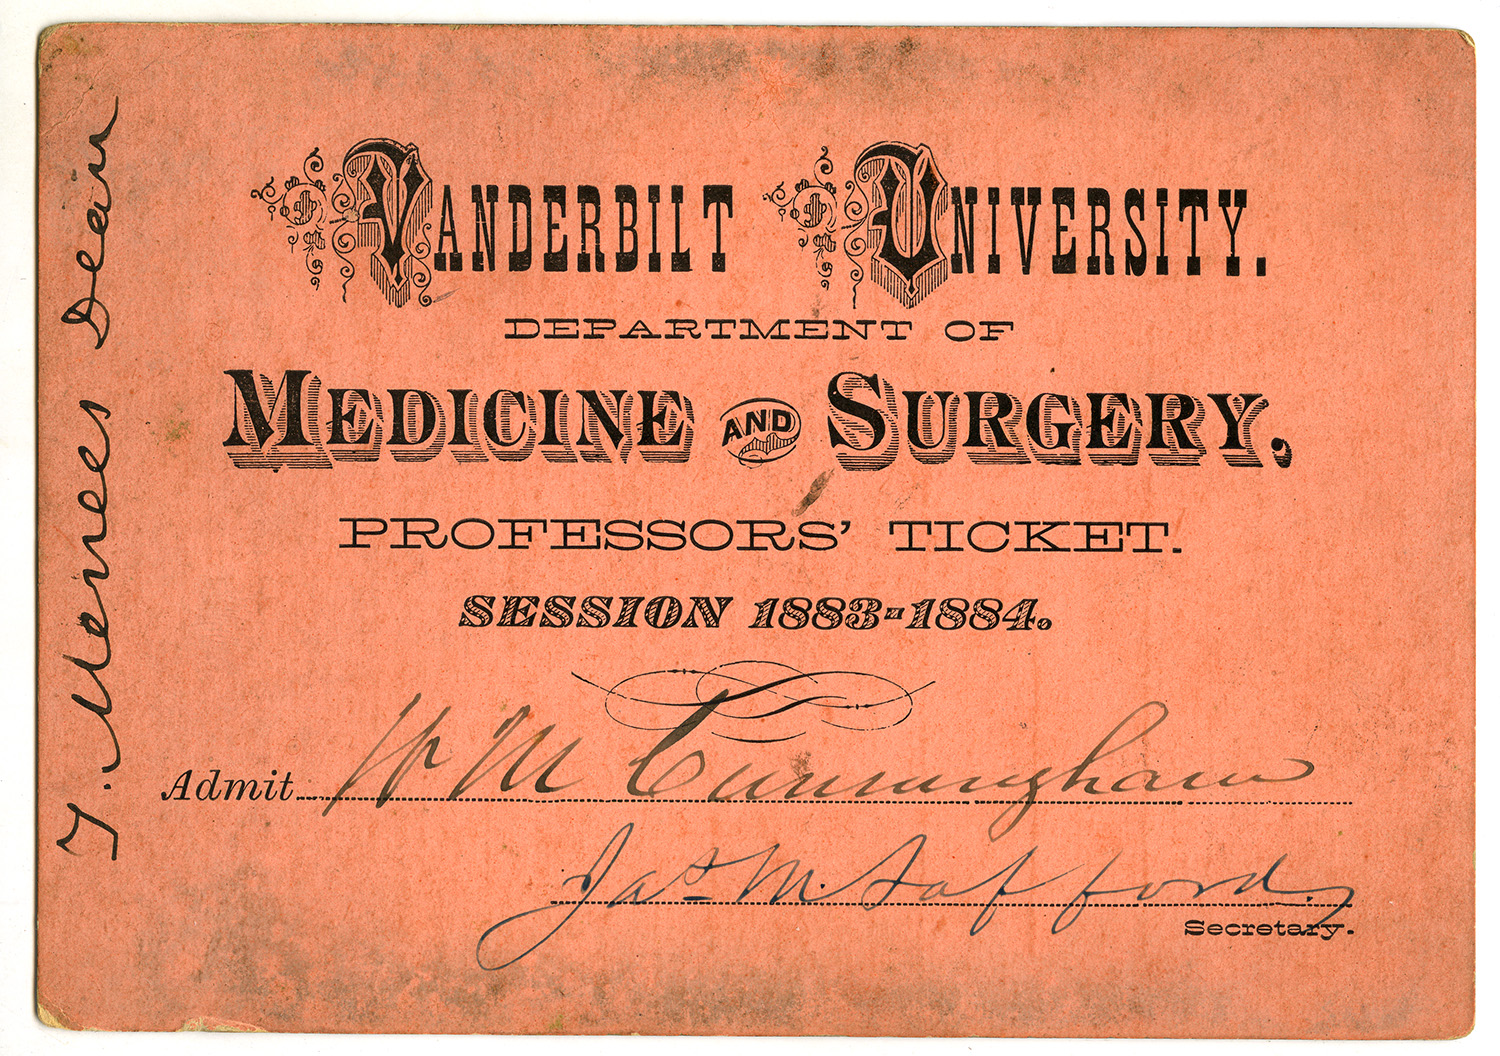 VANDERBILT UNIVERSITY.
DEPARTMENT OF
MEDICINE AND SURGERY,
PROFESSORS' TICKET.
SESSION 1883-1884.
Admit W M Cunningham
Jas M. Safford
Secretary.
T. Menees Dean